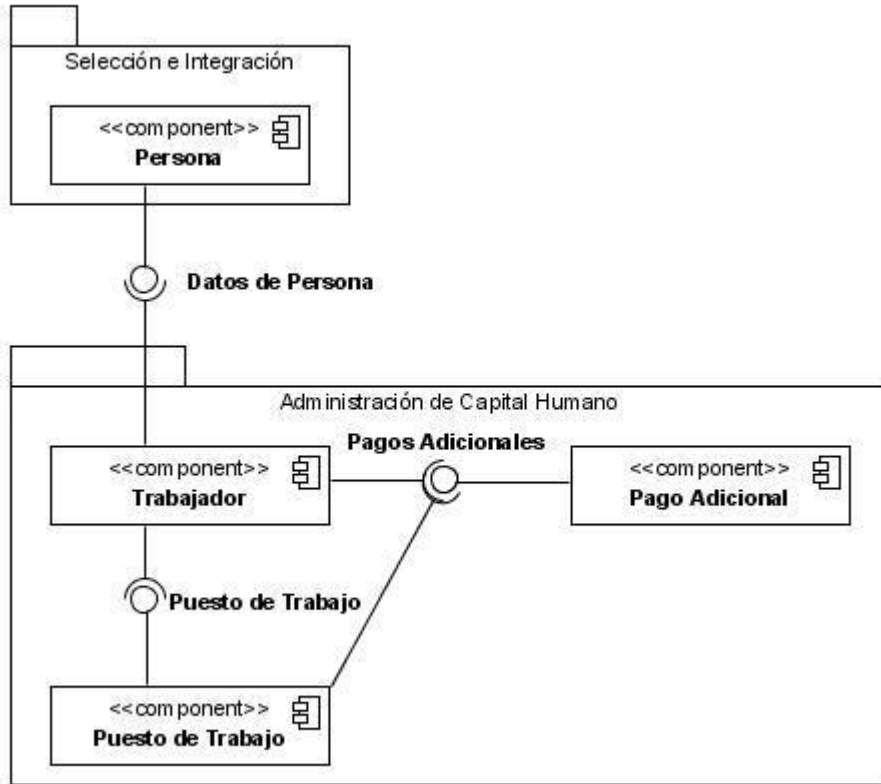 Selección e Integración
<<component>>
Persona
Datos de Persona
Administración de Capital Humano
Pagos Adicionales
<<component>>
Trabajador
<<component>>
Pago Adicional
Puesto de Trabajo
<<component>>
Puesto de Trabajo